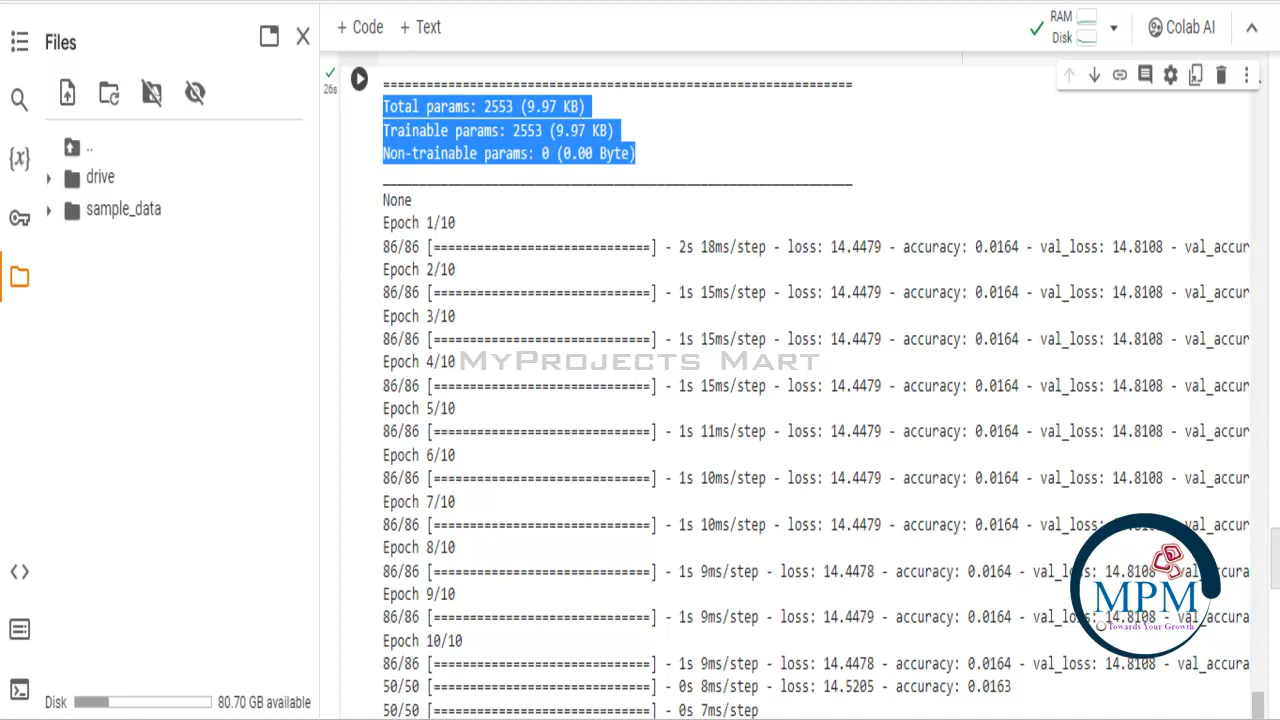 Files
+ Code + Text
RAM
Disk
Colab AI
26s
=================================================================
Total params: 2553 (9.97 KB)
Trainable params: 2553 (9.97 KB)
Non-trainable params: 0 (0.00 Byte)
_________________________________________________________________
{x}
..
drive
sample_data
None
Epoch 1/10
86/86 [==============================] - 2s 18ms/step - loss: 14.4479 - accuracy: 0.0164 - val_loss: 14.8108 - val_accur
Epoch 2/10
86/86 [==============================] - 1s 15ms/step - loss: 14.4479 - accuracy: 0.0164 - val_loss: 14.8108 - val_accur
Epoch 3/10
86/86 [==============================] - 1s 15ms/step - loss: 14.4479 - accuracy: 0.0164 - val_loss: 14.8108 - val_accur
MyProjects Mart
Epoch 4/10
86/86 [==============================] - 1s 15ms/step - loss: 14.4479 - accuracy: 0.0164 - val_loss: 14.8108 - val_accur
Epoch 5/10
86/86 [==============================] - 1s 11ms/step - loss: 14.4479 - accuracy: 0.0164 - val_loss: 14.8108 - val_accur
Epoch 6/10
86/86 [==============================] - 1s 10ms/step - loss: 14.4479 - accuracy: 0.0164 - val_loss: 14.8108 - val_accur
Epoch 7/10
86/86 [==============================] - 1s 10ms/step - loss: 14.4479 - accuracy: 0.0164 - val_loss: val_accur
Epoch 8/10
86/86 [==============================] - 1s 9ms/step - loss: 14.4478 - accuracy: 0.0164 - val_loss: 14.8108 - val_accura
Epoch 9/10
86/86 [==============================] - 1s 9ms/step - loss: 14.4479 - accuracy: 0.0164 - val_loss: 14.8108 - val_accura
Epoch 10/10
86/86 [==============================] - 1s 9ms/step - loss: 14.4478 - accuracy: 0.0164 - val_loss: 14.8108 - val_accura
50/50 [==============================] - 0s 8ms/step - loss: 14.5205 - accuracy: 0.0163
50/50 [==============================] - 0s 7ms/step
MPM
Towards Your Growth
Disk 80.70 GB available